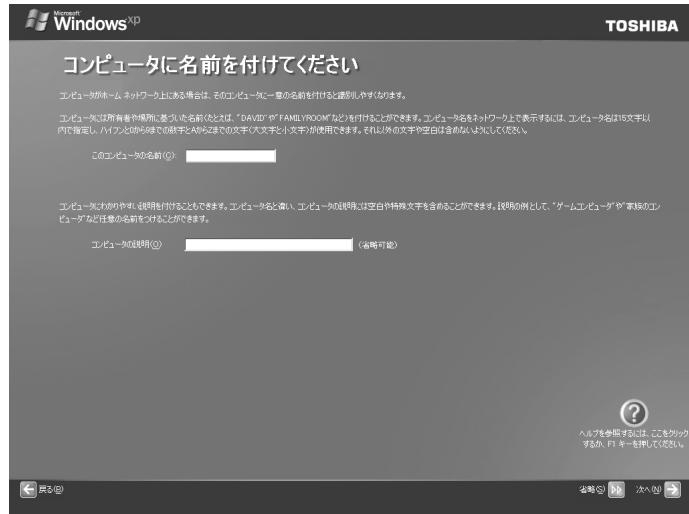 Microsoft
Windows xp
TOSHIBA
コンピュータに名前を付けてください
コンピュータがホーム ネットワーク上にある場合は、そのコンピュータに一意の名前を付けると識別しやすくなります。
コンピュータには所有者や場所に基づいた名前(たとえば、"DAVID"や"FAMILYROOM"など)を付けることができます。コンピュータ名をネットワーク上で表示するには、コンピュータ名は15文字以
内で指定し、ハイフンと0から9までの数字とAからZまでの文字(大文字と小文字)が使用できます。それ以外の文字や空白は含めないようにしてください。
このコンピュータの名前(C):
コンピュータにわかりやすい説明を付けることもできます。コンピュータ名と違い、コンピュータの説明には空白や特殊文字を含めることができます。説明の例として、"ゲームコンピュータ"や"家族のコン
ピュータ"など任意の名前をつけることができます。
コンピュータの説明(O)
(省略可能)
ヘルプを参照するには、ここをクリック
するか、F1 キーを押してください。
戻る(B)
省略(S)
次へ(N)